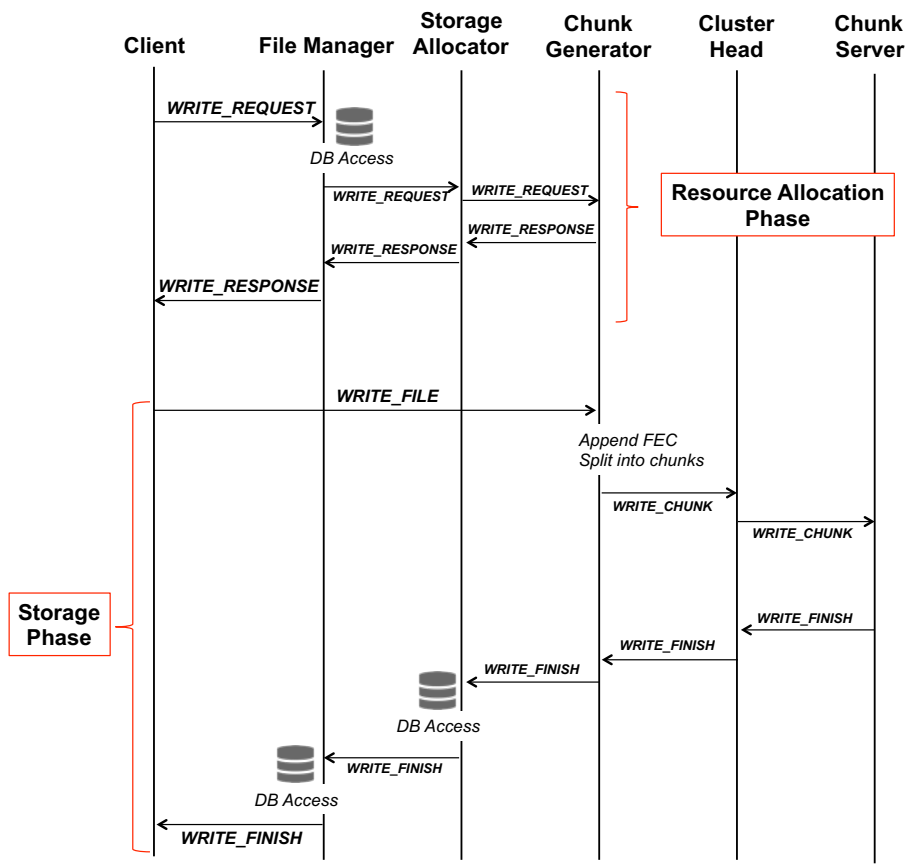 Client
File Manager
Storage
Allocator
Chunk
Generator
Cluster
Head
Chunk
Server
WRITE_REQUEST
DB Access
WRITE_REQUEST
WRITE_REQUEST
Resource Allocation
Phase
WRITE_RESPONSE
WRITE_RESPONSE
WRITE_RESPONSE
WRITE_FILE
Append FEC
Split into chunks
WRITE_CHUNK
WRITE_CHUNK
Storage
Phase
WRITE_FINISH
WRITE_FINISH
WRITE_FINISH
DB Access
WRITE_FINISH
DB Access
WRITE_FINISH